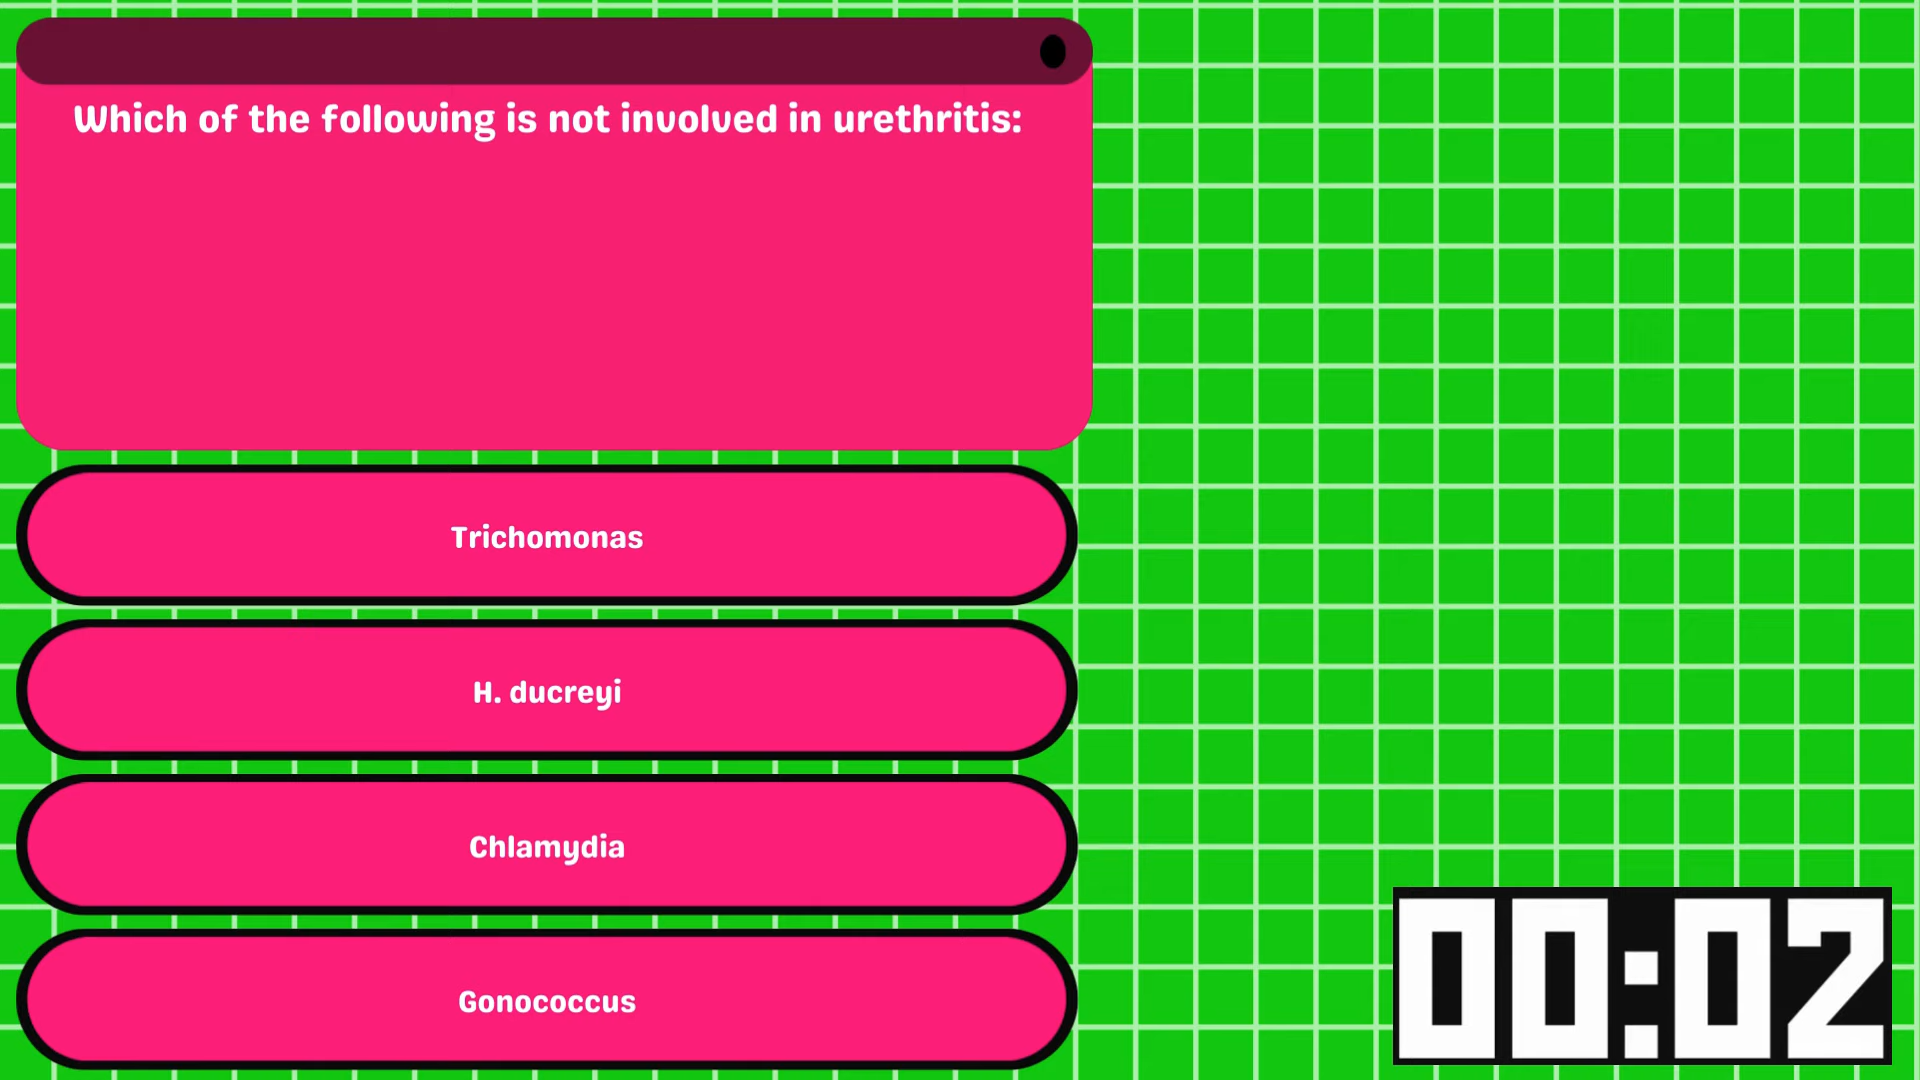 Which of the following is not involved in urethritis:
Trichomonas
H. ducreyi
Chlamydia
Gonococcus
00:02